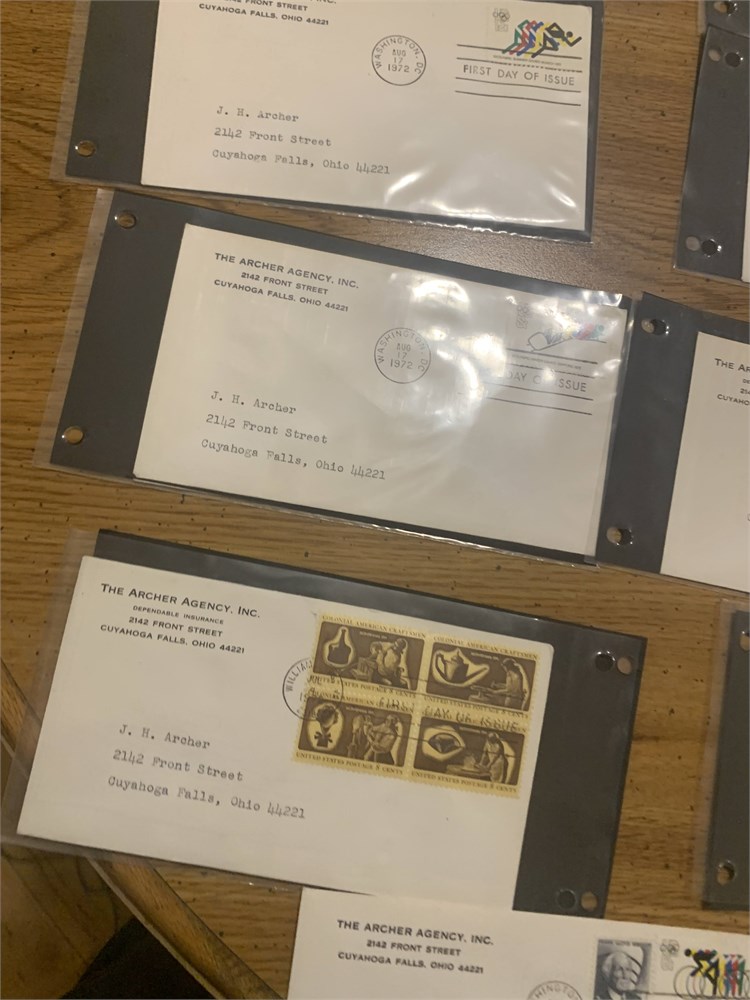 CUYAHOGA FALLS, OHIO 44221
WASHINGTON, DC
AUG
17
1972
FIRST DAY OF ISSUE
J. H. Archer
2142 Front Street
Cuyahoga Falls, Ohio 44221
THE ARCHER AGENCY, INC.
2142 FRONT STREET
CUYAHOGA FALLS, OHIO 44221
WASHINGTON, DC
AUG
17
1972
DAY OF ISSUE
J. H. Archer
2142 Front Street
Cuyahoga Falls, Ohio 44221
THE ARCHER AGENCY, INC.
DEPENDABLE INSURANCE
2142 FRONT STREET
CUYAHOGA FALLS, OHIO 44221
COLONIAL AMERICAN CRAFTSMEN
COLONIAL AMERICAN CRAFTSMEN
UNITED STATES POSTAGE 8 CENTS
UNITED STATES POSTAGE 8 CENTS
DAY OF ISSUE
UNITED STATES POSTAGE 8 CENTS
UNITED STATES POSTAGE 8 CENTS
J. H. Archer
2142 Front Street
Cuyahoga Falls, Ohio 44221
THE ARCHER AGENCY, INC.
2142 FRONT STREET
CUYAHOGA FALLS, OHIO 44221